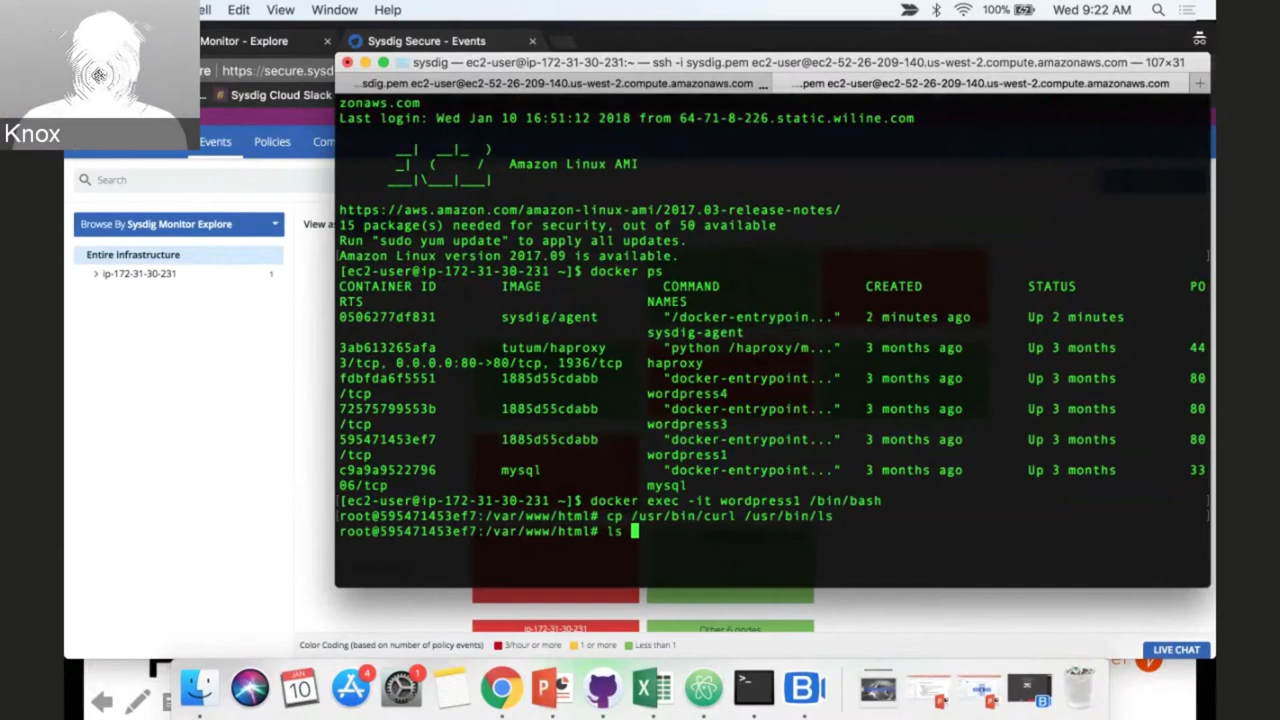 ell Edit View Window Help 100% Wed 9:22 AM
Monitor - Explore × Sysdig Secure - Events ×
sysdig — ec2-user@ip-172-31-30-231:~ — ssh -i sysdig.pem ec2-user@ec2-52-26-209-140.us-west-2.compute.amazonaws.com — 107×31
re https://secure.sysd
...sdig.pem ec2-user@ec2-52-26-209-140.us-west-2.compute.amazonaws.com ... ...pem ec2-user@ec2-52-26-209-140.us-west-2.compute.amazonaws.com +
... Sysdig Cloud Slack
Knox
Events Policies Com
Search
Browse By Sysdig Monitor Explore
View as
Entire infrastructure
> ip-172-31-30-231 1
zonaws.com
Last login: Wed Jan 10 16:51:12 2018 from 64-71-8-226.static.wiline.com
__| __|_ )
_| ( / Amazon Linux AMI
___|\___|___|
https://aws.amazon.com/amazon-linux-ami/2017.03-release-notes/
15 package(s) needed for security, out of 50 available
Run "sudo yum update" to apply all updates.
Amazon Linux version 2017.09 is available.
[ec2-user@ip-172-31-30-231 ~]$ docker ps
CONTAINER ID IMAGE COMMAND CREATED STATUS PO
RTS NAMES
0506277df831 sysdig/agent "/docker-entrypoin..." 2 minutes ago Up 2 minutes
sysdig-agent
3ab613265afa tutum/haproxy "python /haproxy/m..." 3 months ago Up 3 months 44
3/tcp, 0.0.0.0:80->80/tcp, 1936/tcp haproxy
fdbfda6f5551 1885d55cdabb "docker-entrypoint..." 3 months ago Up 3 months 80
/tcp wordpress4
72575799553b 1885d55cdabb "docker-entrypoint..." 3 months ago Up 3 months 80
/tcp wordpress3
595471453ef7 1885d55cdabb "docker-entrypoint..." 3 months ago Up 3 months 80
/tcp wordpress1
c9a9a9522796 mysql "docker-entrypoint..." 3 months ago Up 3 months 33
06/tcp mysql
[ec2-user@ip-172-31-30-231 ~]$ docker exec -it wordpress1 /bin/bash
root@595471453ef7:/var/www/html# cp /usr/bin/curl /usr/bin/ls
root@595471453ef7:/var/www/html# ls
ip-172-31-30-231 Other 6 nodes
Color Coding (based on number of policy events) 3/hour or more 1 or more Less than 1
LIVE CHAT
JAN
10
4
1